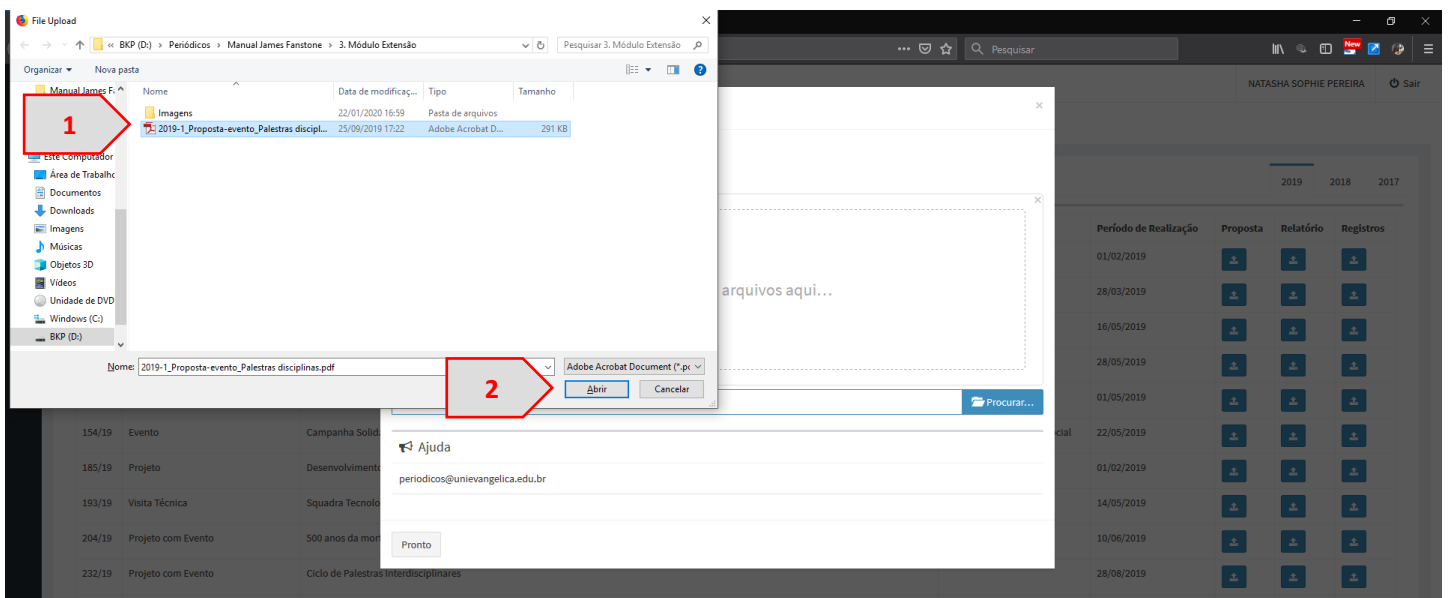 File Upload
« BKP (D:) › Periódicos › Manual James Fanstone › 3. Módulo Extensão
Pesquisar 3. Módulo Extensão
Organizar
Nova pasta
Manual James F
Nome
Data de modificaç...
Tipo
Tamanho
Imagens
22/01/2020 16:59
Pasta de arquivos
2019-1_Proposta-evento_Palestras discipl...
25/09/2019 17:22
Adobe Acrobat D...
291 KB
1
Este Computador
Área de Trabalho
Documentos
Downloads
Imagens
Músicas
Objetos 3D
Vídeos
Unidade de DVD
Windows (C:)
BKP (D:)
Nome:
2019-1_Proposta-evento_Palestras disciplinas.pdf
Adobe Acrobat Document (*.pc
2
Abrir
Cancelar
Pesquisar
New
NATASHA SOPHIE PEREIRA
Sair
2019 2018 2017
Período de Realização Proposta Relatório Registros
01/02/2019
28/03/2019
16/05/2019
28/05/2019
01/05/2019
arquivos aqui...
Procurar...
154/19 Evento Campanha Solid
cial 22/05/2019
185/19 Projeto Desenvolvimento
01/02/2019
193/19 Visita Técnica Squadra Tecnolo
14/05/2019
204/19 Projeto com Evento 500 anos da mor
10/06/2019
232/19 Projeto com Evento Ciclo de Palestras Interdisciplinares
28/08/2019
Ajuda
periodicos@unievangelica.edu.br
Pronto